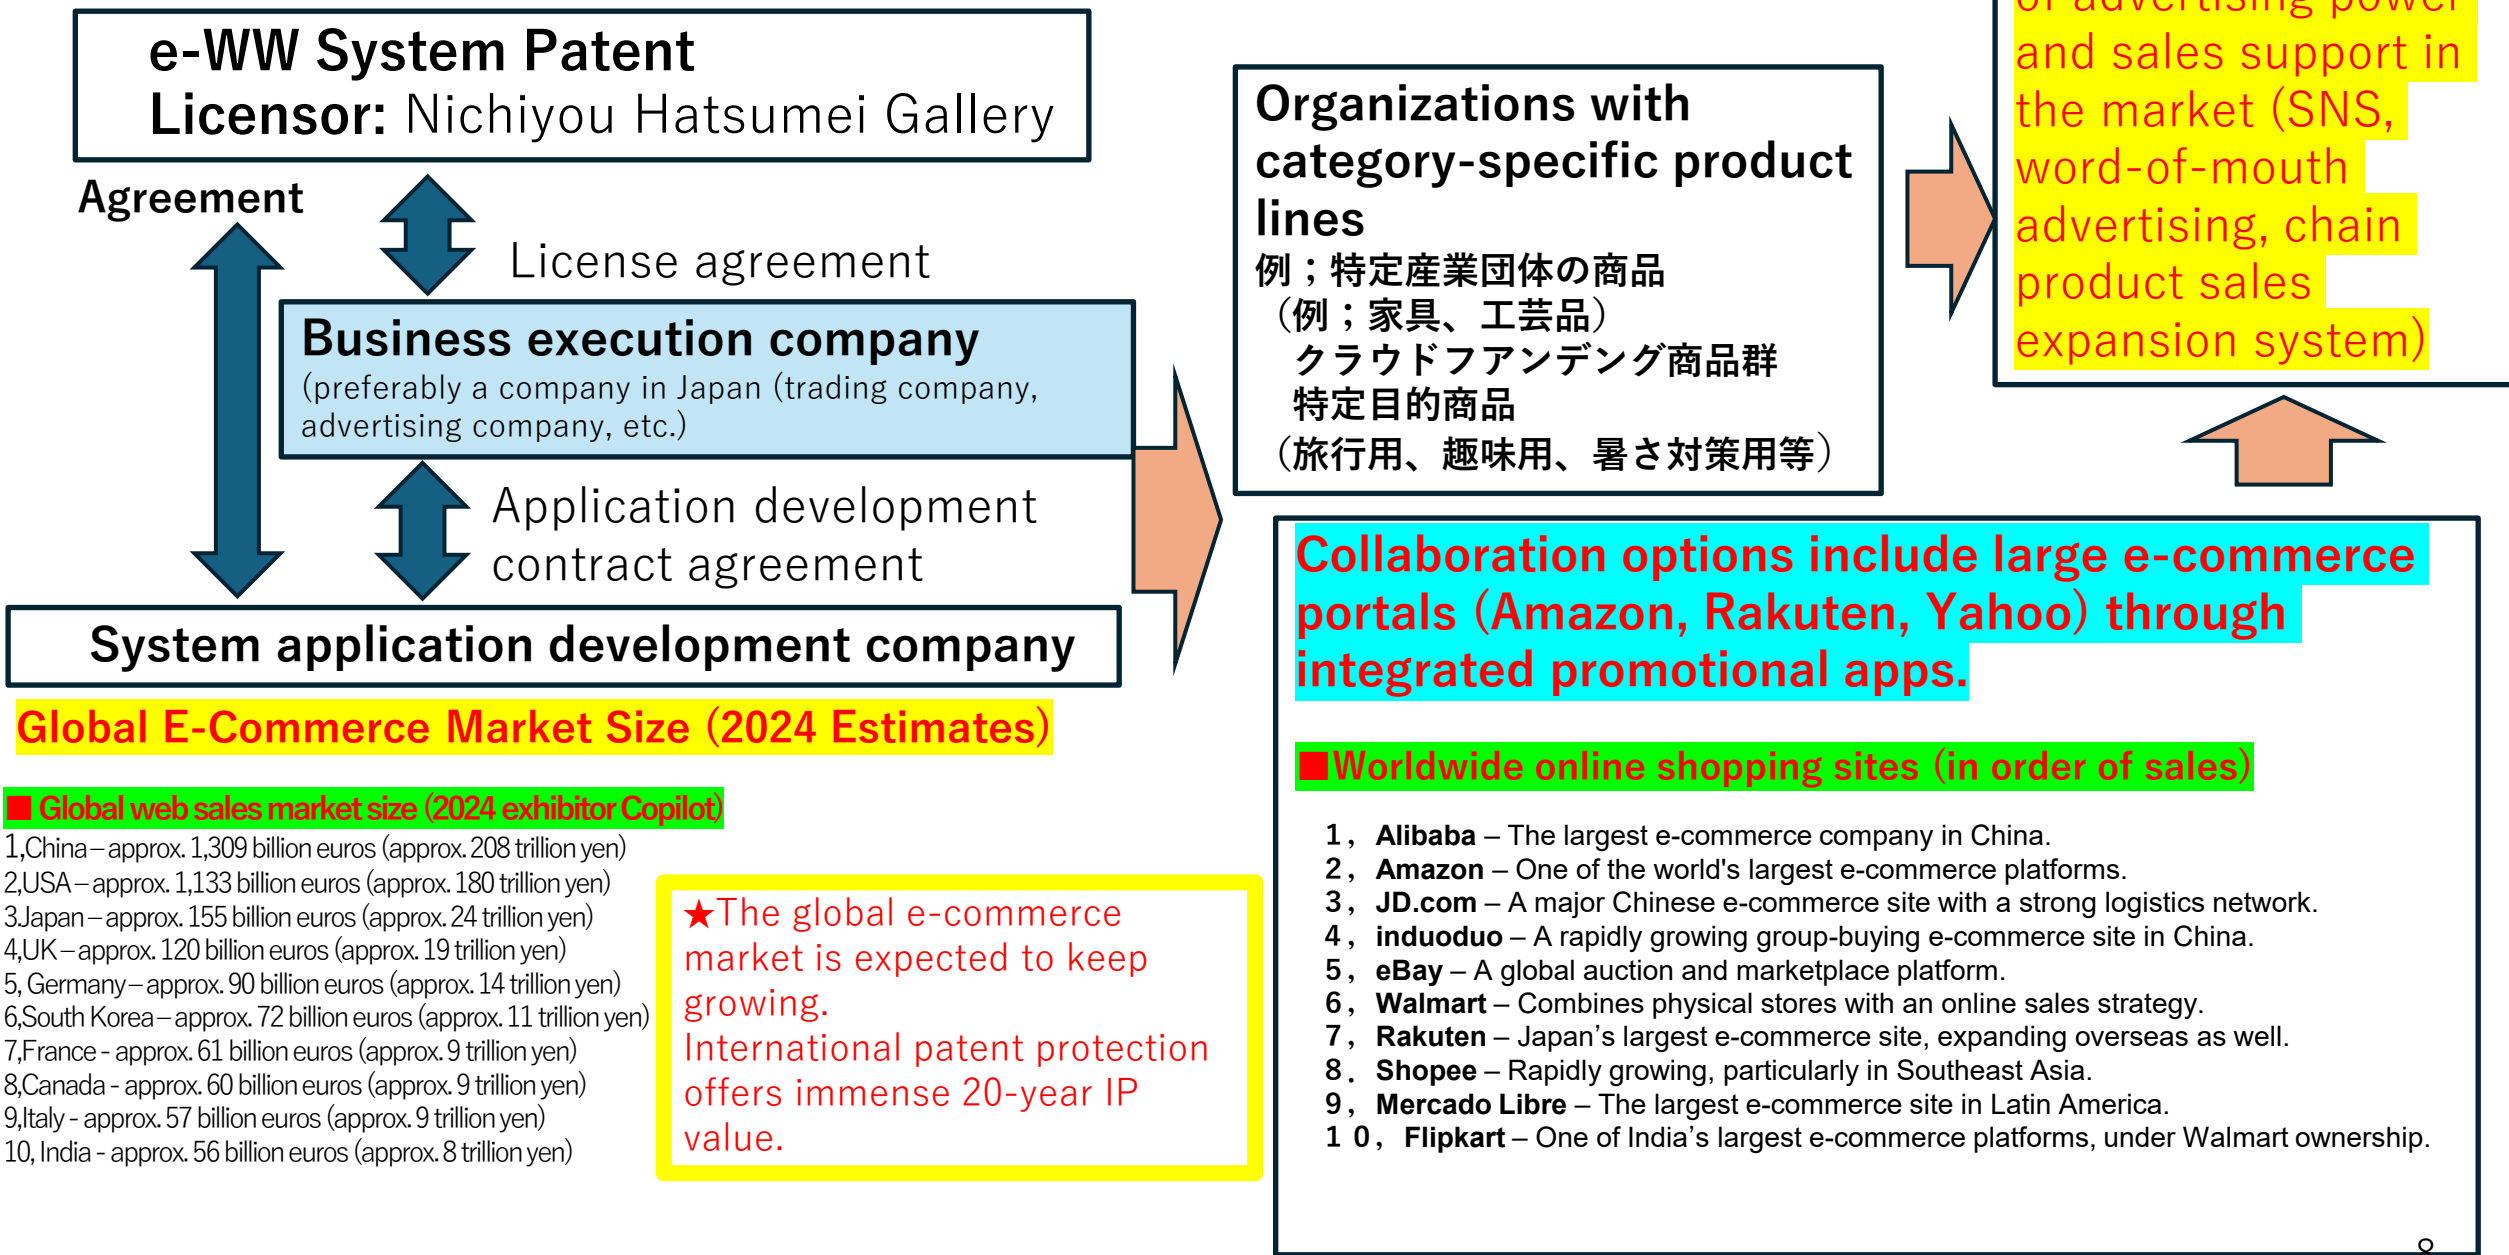 e-WW System Patent
Licensor: Nichiyou Hatsumei Gallery
Agreement
License agreement
Business execution company
(preferably a company in Japan (trading company,
advertising company, etc.)
Application development
contract agreement
System application development company
Organizations with
category-specific product
lines
例；特定産業団体の商品
（例；家具、工芸品）
クラウドフアンデング商品群
特定目的商品
（旅行用、趣味用、暑さ対策用等）
of advertising power
and sales support in
the market (SNS,
word-of-mouth
advertising, chain
product sales
expansion system)
Collaboration options include large e-commerce
portals (Amazon, Rakuten, Yahoo) through
integrated promotional apps.
■Worldwide online shopping sites (in order of sales)
１， Alibaba – The largest e-commerce company in China.
２， Amazon – One of the world's largest e-commerce platforms.
３， JD.com – A major Chinese e-commerce site with a strong logistics network.
４， induoduo – A rapidly growing group-buying e-commerce site in China.
５， eBay – A global auction and marketplace platform.
６， Walmart – Combines physical stores with an online sales strategy.
７， Rakuten – Japan’s largest e-commerce site, expanding overseas as well.
８． Shopee – Rapidly growing, particularly in Southeast Asia.
９， Mercado Libre – The largest e-commerce site in Latin America.
１０， Flipkart – One of India’s largest e-commerce platforms, under Walmart ownership.
Global E-Commerce Market Size (2024 Estimates)
■ Global web sales market size (2024 exhibitor Copilot)
1,China – approx. 1,309 billion euros (approx. 208 trillion yen)
2,USA – approx. 1,133 billion euros (approx. 180 trillion yen)
3.Japan – approx. 155 billion euros (approx. 24 trillion yen)
4,UK – approx. 120 billion euros (approx. 19 trillion yen)
5, Germany – approx. 90 billion euros (approx. 14 trillion yen)
6,South Korea – approx. 72 billion euros (approx. 11 trillion yen)
7,France - approx. 61 billion euros (approx. 9 trillion yen)
8,Canada - approx. 60 billion euros (approx. 9 trillion yen)
9,Italy - approx. 57 billion euros (approx. 9 trillion yen)
10, India - approx. 56 billion euros (approx. 8 trillion yen)
★The global e-commerce
market is expected to keep
growing.
International patent protection
offers immense 20-year IP
value.